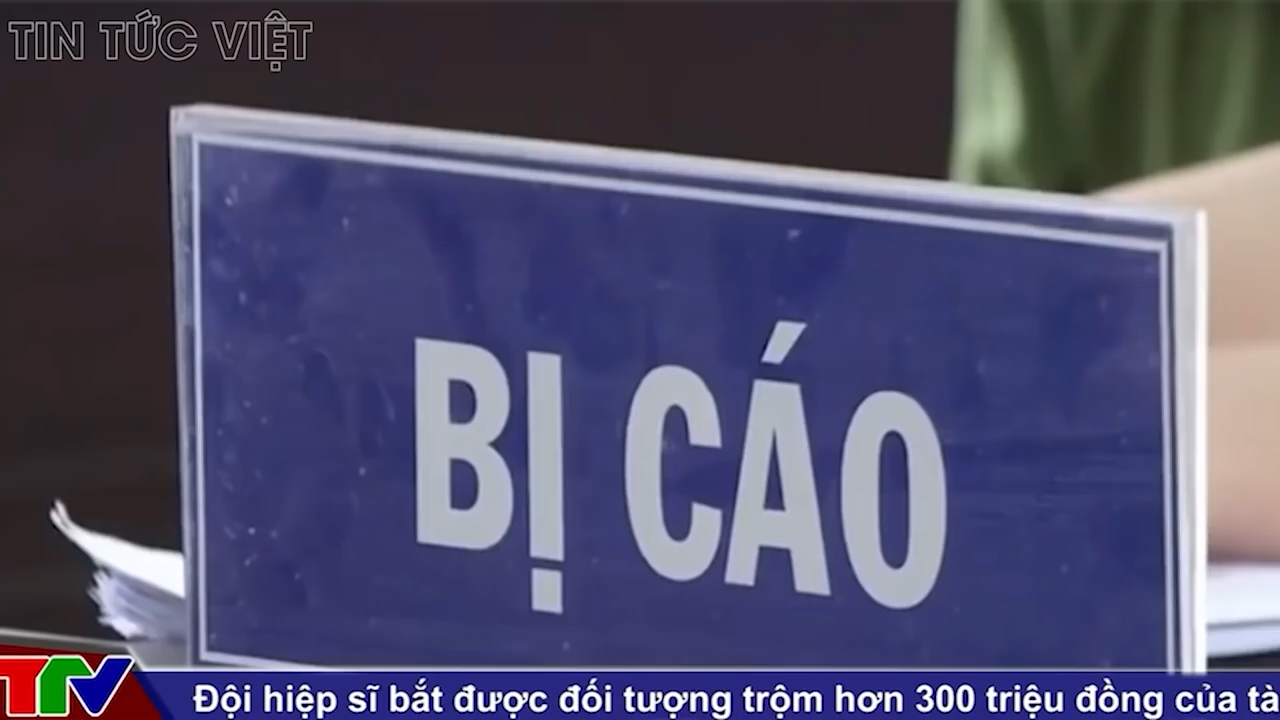 TIN TỨC VIỆT
BỊ CÁO
TTV
Đội hiệp sĩ bắt được đối tượng trộm hơn 300 triệu đồng của tà